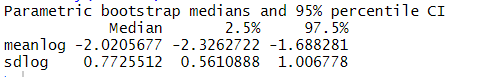 Parametric bootstrap medians and 95% percentile CI
Median 2.5% 97.5%
meanlog -2.0205677 -2.3262722 -1.688281
sdlog 0.7725512 0.5610888 1.006778